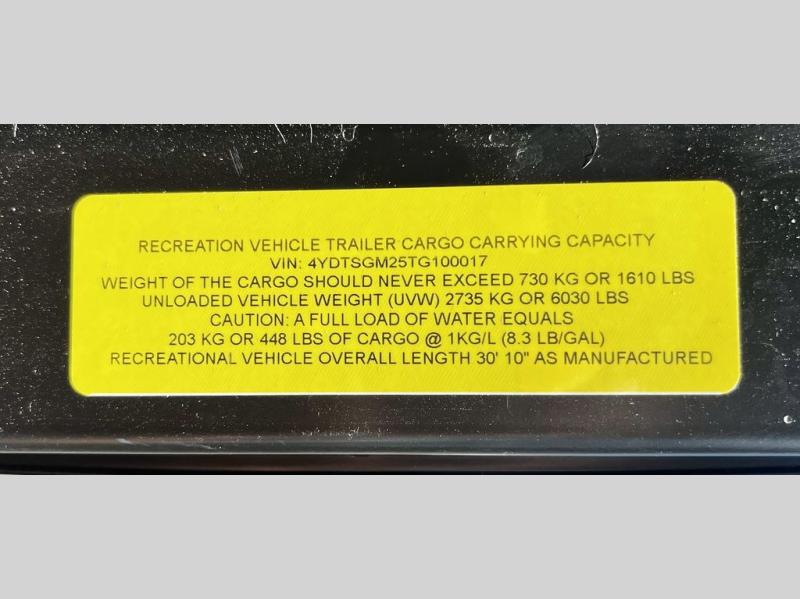 RECREATION VEHICLE TRAILER CARGO CARRYING CAPACITY
VIN: 4YDTSGM25TG100017
WEIGHT OF THE CARGO SHOULD NEVER EXCEED 730 KG OR 1610 LBS
UNLOADED VEHICLE WEIGHT (UVW) 2735 KG OR 6030 LBS
CAUTION: A FULL LOAD OF WATER EQUALS
203 KG OR 448 LBS OF CARGO @ 1KG/L (8.3 LB/GAL)
RECREATIONAL VEHICLE OVERALL LENGTH 30' 10" AS MANUFACTURED